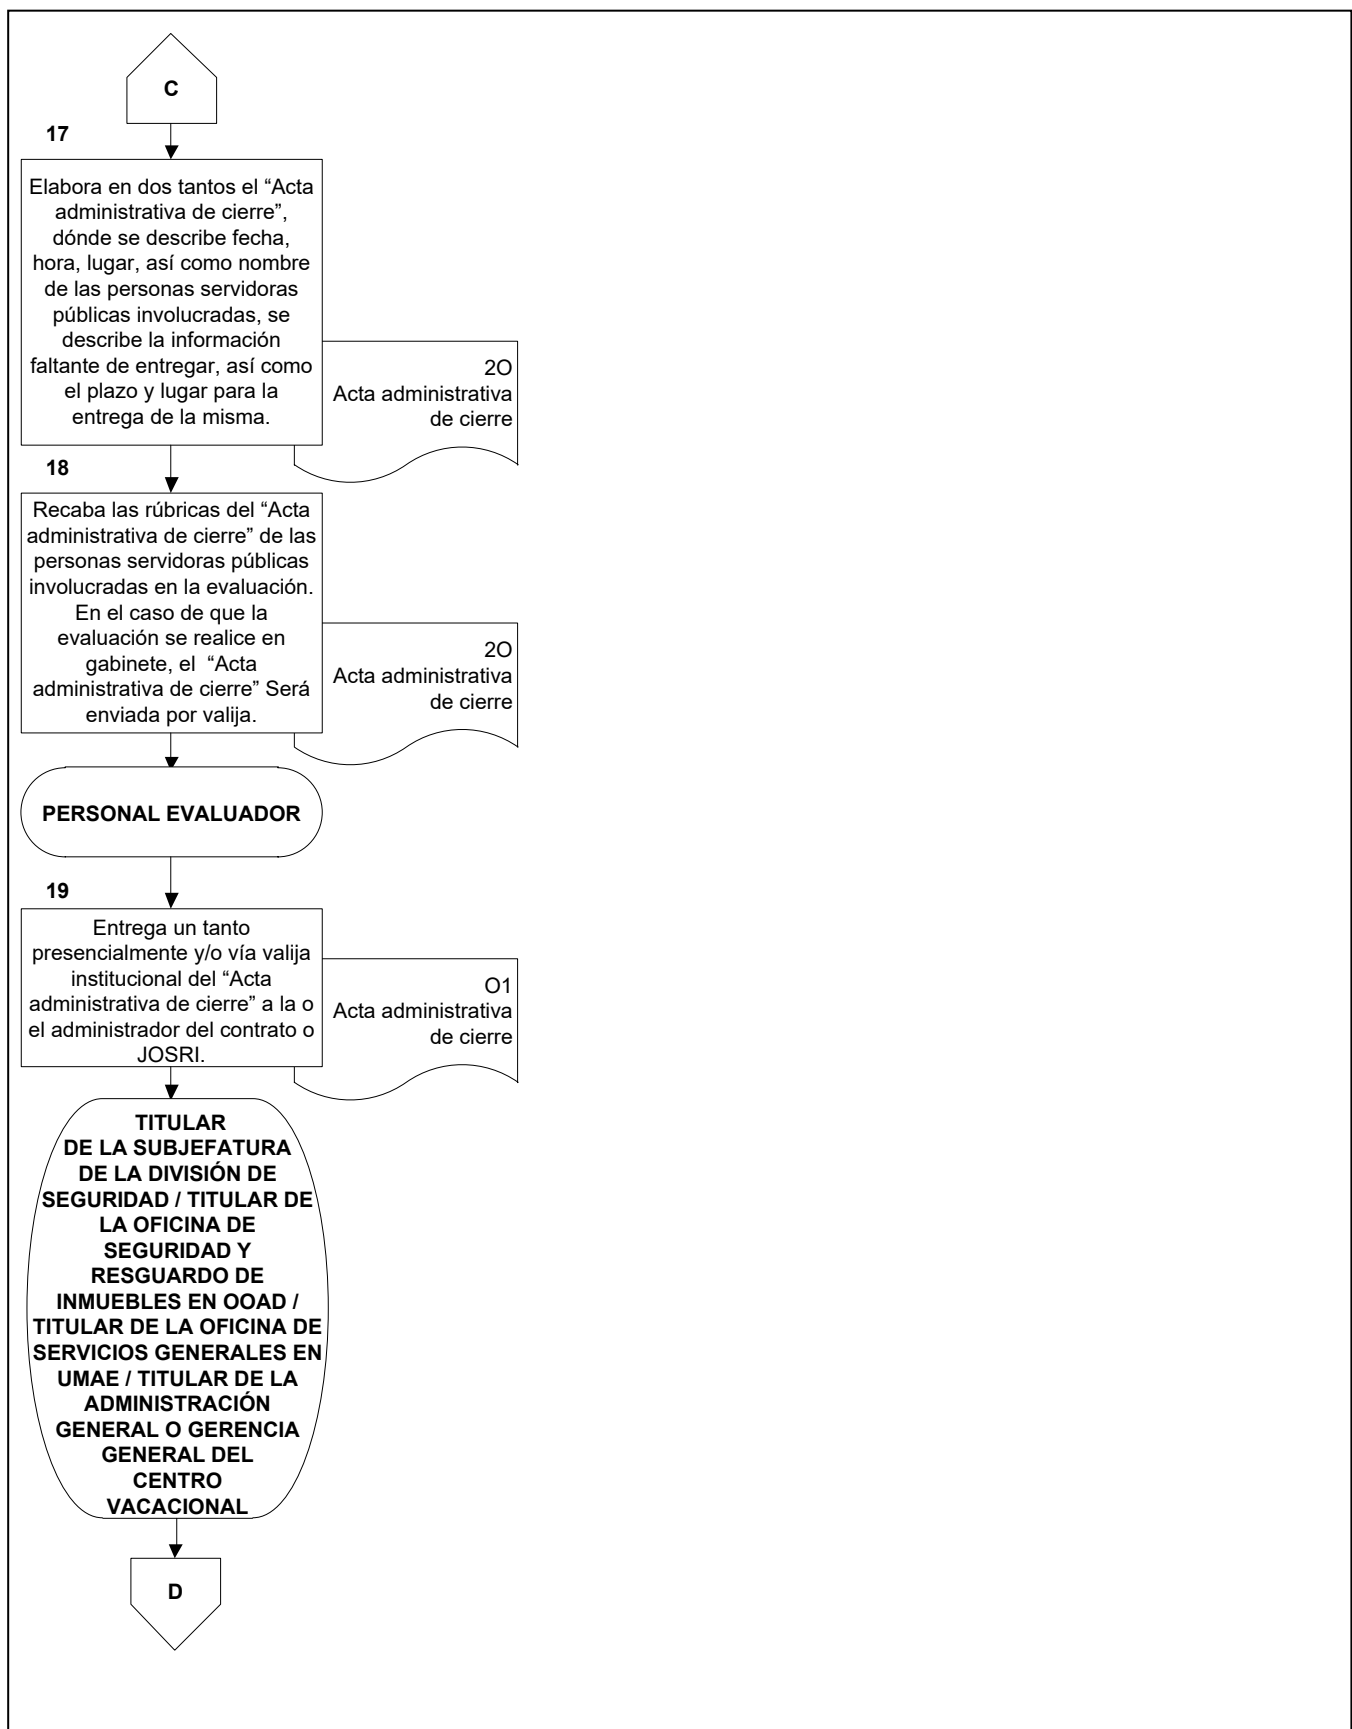 C
17
Elabora en dos tantos el “Acta
administrativa de cierre”,
dónde se describe fecha,
hora, lugar, así como nombre
de las personas servidoras
públicas involucradas, se
describe la información
faltante de entregar, así como
el plazo y lugar para la
entrega de la misma.
2O
Acta administrativa
de cierre
18
Recaba las rúbricas del “Acta
administrativa de cierre” de las
personas servidoras públicas
involucradas en la evaluación.
En el caso de que la
evaluación se realice en
gabinete, el “Acta
administrativa de cierre” Será
enviada por valija.
2O
Acta administrativa
de cierre
PERSONAL EVALUADOR
19
Entrega un tanto
presencialmente y/o vía valija
institucional del “Acta
administrativa de cierre” a la o
el administrador del contrato o
JOSRI.
O1
Acta administrativa
de cierre
TITULAR
DE LA SUBJEFATURA
DE LA DIVISIÓN DE
SEGURIDAD / TITULAR DE
LA OFICINA DE
SEGURIDAD Y
RESGUARDO DE
INMUEBLES EN OOAD /
TITULAR DE LA OFICINA DE
SERVICIOS GENERALES EN
UMAE / TITULAR DE LA
ADMINISTRACIÓN
GENERAL O GERENCIA
GENERAL DEL
CENTRO
VACACIONAL
D